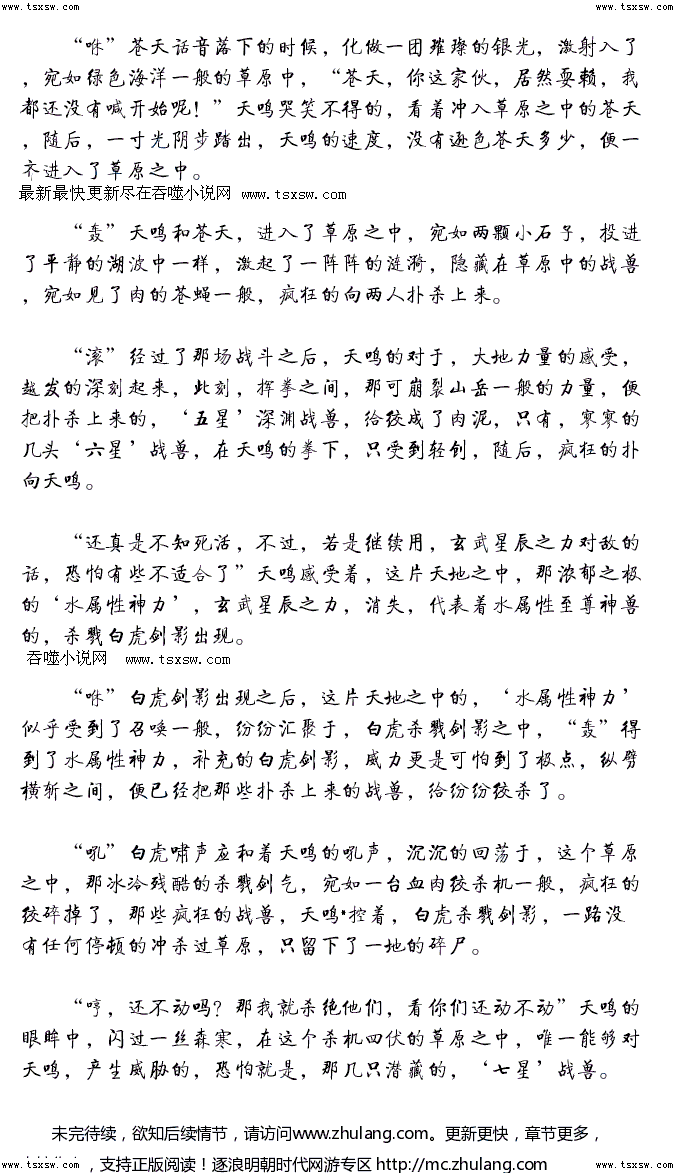 www.tsxsw.com www.tsxsw.com
“咻”苍天话音落下的时候，化做一团璀璨的银光，激射入了
，宛如绿色海洋一般的草原中，“苍天，你这家伙，居然耍赖，我
都还没有喊开始呢！”天鸣哭笑不得的，看着冲入草原之中的苍天
，随后，一寸光阴步踏出，天鸣的速度，没有逊色苍天多少，便一
齐进入了草原之中。
最新最快更新尽在吞噬小说网 www.tsxsw.com
“轰”天鸣和苍天，进入了草原之中，宛如两颗小石子，投进
了平静的湖波中一样，激起了一阵阵的涟漪，隐藏在草原中的战兽
，宛如见了肉的苍蝇一般，疯狂的向两人扑杀上来。
“滚”经过了那场战斗之后，天鸣的对于，大地力量的感受，
越发的深刻起来，此刻，挥拳之间，那可崩裂山岳一般的力量，便
把扑杀上来的，‘五星’深渊战兽，给绞成了肉泥，只有，寥寥的
几头‘六星’战兽，在天鸣的拳下，只受到轻创，随后，疯狂的扑
向天鸣。
“还真是不知死活，不过，若是继续用，玄武星辰之力对敌的
话，恐怕有些不适合了”天鸣感受着，这片天地之中，那浓郁之极
的‘水属性神力’，玄武星辰之力，消失，代表着水属性至尊神兽
的，杀戮白虎剑影出现。
吞噬小说网 www.tsxsw.com
“咻”白虎剑影出现之后，这片天地之中的，‘水属性神力’
似乎受到了召唤一般，纷纷汇聚于，白虎杀戮剑影之中，“轰”得
到了水属性神力，补充的白虎剑影，威力更是可怕到了极点，纵劈
横斩之间，便已经把那些扑杀上来的战兽，给纷纷绞杀了。
“吼”白虎啸声应和着天鸣的吼声，沉沉的回荡于，这个草原
之中，那冰冷残酷的杀戮剑气，宛如一台血肉绞杀机一般，疯狂的
绞碎掉了，那些疯狂的战兽，天鸣·控着，白虎杀戮剑影，一路没
有任何停顿的冲杀过草原，只留下了一地的碎尸。
“哼，还不动吗？那我就杀绝他们，看你们还动不动”天鸣的
眼眸中，闪过一丝森寒，在这个杀机四伏的草原之中，唯一能够对
天鸣，产生威胁的，恐怕就是，那几只潜藏的，‘七星’战兽。
未完待续，欲知后续情节，请访问www.zhulang.com。更新更快，章节更多，
，支持正版阅读！逐浪明朝时代网游专区 http://mc.zhulang.com
www.tsxsw.com www.tsxsw.com